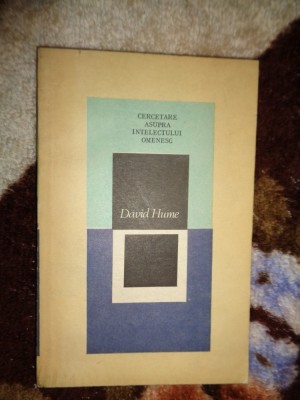 CERCETARE
ASUPRA
INTELECTULUI
OMENESC
David Hume